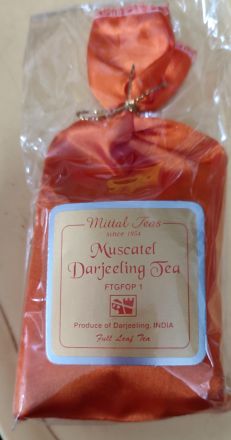 Mittal Teas
since 1954
Muscatel
Darjeeling Tea
FTGFOP 1
Produce of Darjeeling, INDIA
Full Leaf Tea